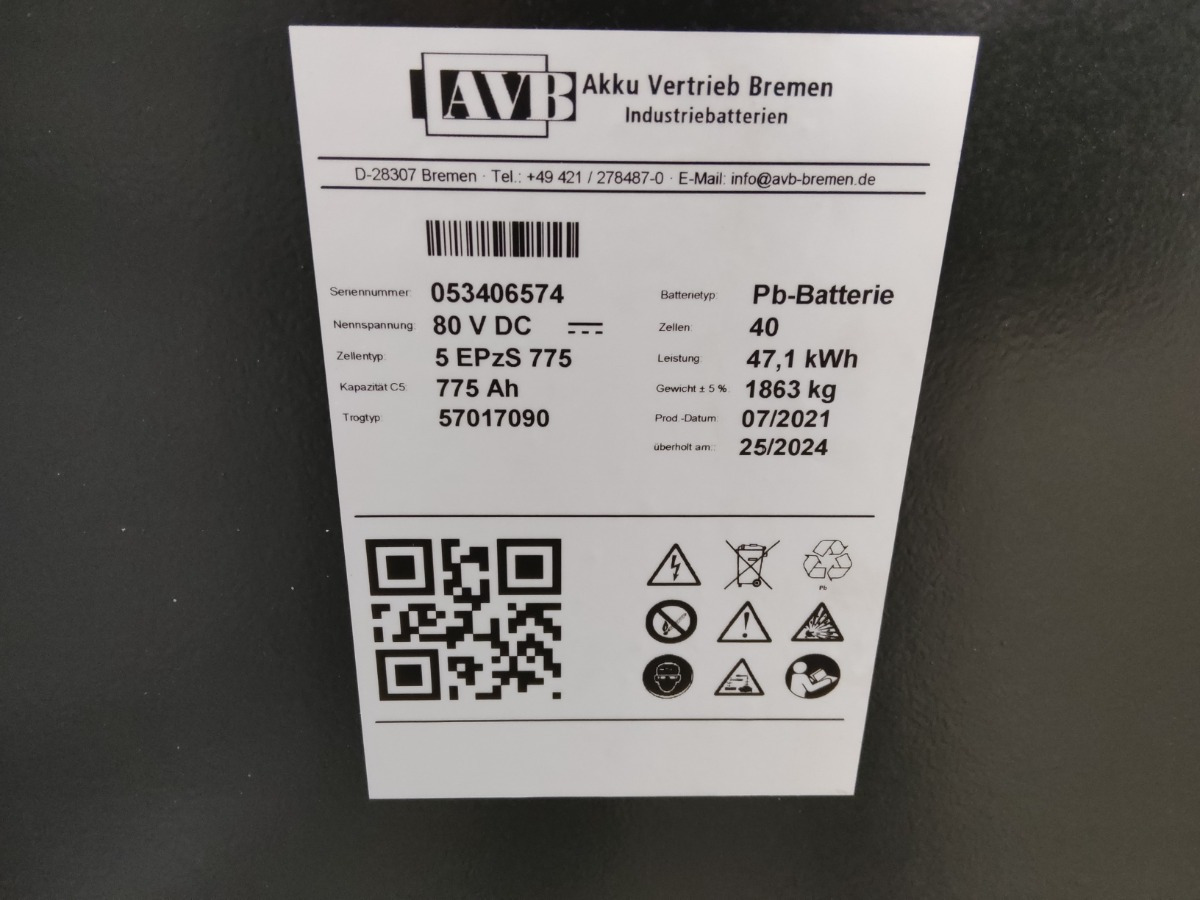 AVB Akku Vertrieb Bremen
Industriebatterien
D-28307 Bremen · Tel.: +49 421 / 278487-0 · E-Mail: info@avb-bremen.de
Seriennummer: 053406574 Batterietyp: Pb-Batterie
Nennspannung: 80 V DC Zellen: 40
Zellentyp: 5 EPzS 775 Leistung: 47,1 kWh
Kapazität C5: 775 Ah Gewicht ± 5 %: 1863 kg
Trogtyp: 57017090 Prod.-Datum: 07/2021
überholt am:: 25/2024
Pb